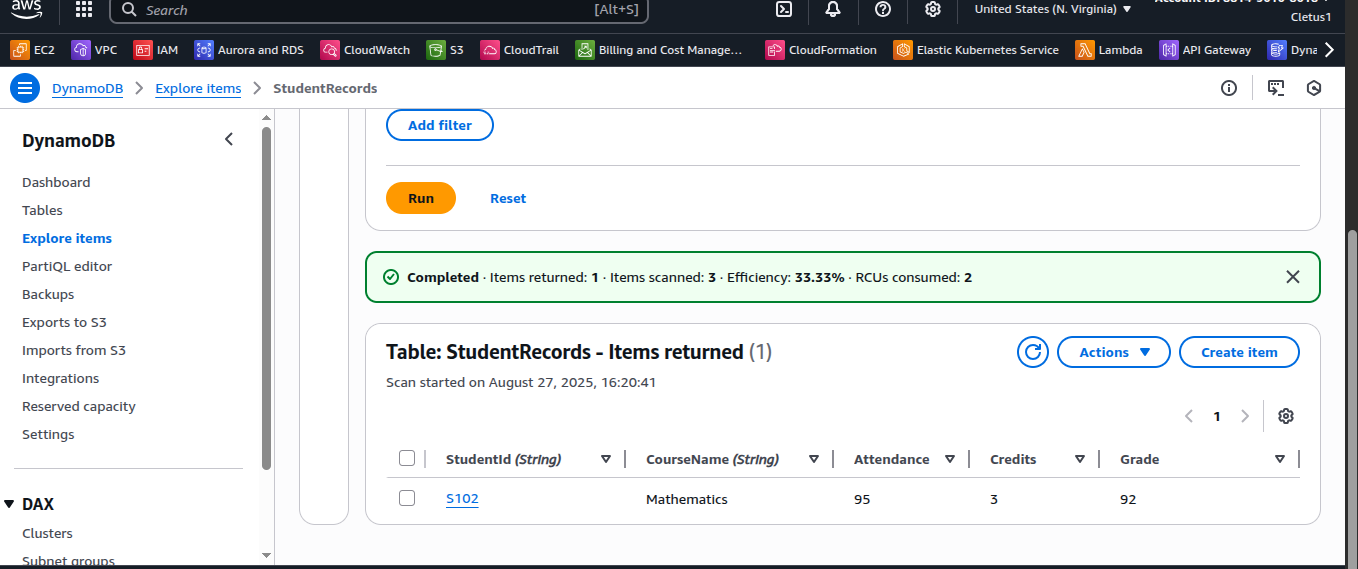 aws
Search [Alt+S]
United States (N. Virginia)
Cletus1
EC2 VPC IAM Aurora and RDS CloudWatch S3 CloudTrail Billing and Cost Manage... CloudFormation Elastic Kubernetes Service Lambda API Gateway Dyna
DynamoDB Explore items StudentRecords
DynamoDB
Dashboard
Tables
Explore items
PartiQL editor
Backups
Exports to S3
Imports from S3
Integrations
Reserved capacity
Settings
DAX
Clusters
Subnet groups
Add filter
Run Reset
Completed · Items returned: 1 · Items scanned: 3 · Efficiency: 33.33% · RCUs consumed: 2
Table: StudentRecords - Items returned (1)
Actions Create item
Scan started on August 27, 2025, 16:20:41
1
StudentId (String) CourseName (String) Attendance Credits Grade
S102 Mathematics 95 3 92